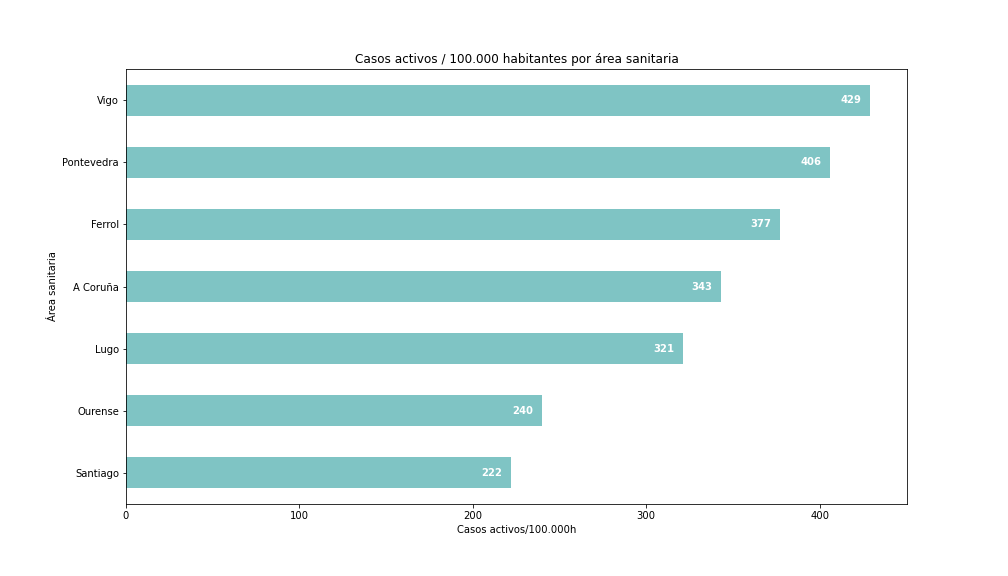 Casos activos / 100.000 habitantes por área sanitaria
Vigo
429
Pontevedra
406
Ferrol
377
A Coruña
343
Lugo
321
Ourense
240
Santiago
222
Área sanitaria
0
100
200
300
400
Casos activos/100.000h